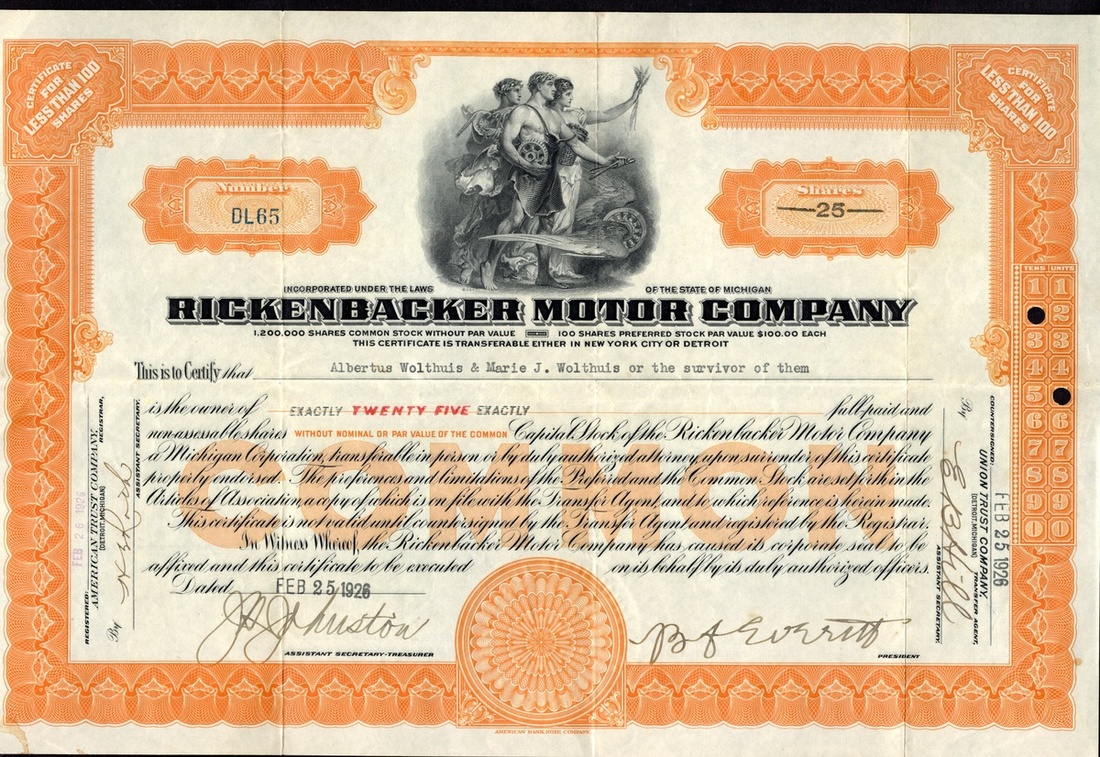 CERTIFICATE FOR LESS THAN 100 SHARES
CERTIFICATE FOR LESS THAN 100 SHARES
Number
DL65
Shares
25
INCORPORATED UNDER THE LAWS OF THE STATE OF MICHIGAN
RICKENBACKER MOTOR COMPANY
1,200,000 SHARES COMMON STOCK WITHOUT PAR VALUE 100 SHARES PREFERRED STOCK PAR VALUE $100.00 EACH
THIS CERTIFICATE IS TRANSFERABLE EITHER IN NEW YORK CITY OR DETROIT
This is to Certify that Albertus Wolthuis & Marie J. Wolthuis or the survivor of them
is the owner of EXACTLY TWENTY FIVE EXACTLY full-paid and
non-assessable shares WITHOUT NOMINAL OR PAR VALUE OF THE COMMON Capital Stock of the Rickenbacker Motor Company
a Michigan Corporation, transferable in person or by duly authorized attorney, upon surrender of this certificate
properly endorsed. The preferences and limitations of the Preferred and the Common Stock are set forth in the
Articles of Association a copy of which is on file with the Transfer Agent, and to which reference is herein made.
This certificate is not valid until countersigned by the Transfer Agent and registered by the Registrar.
In Witness Whereof, the Rickenbacker Motor Company has caused its corporate seal to be
affixed and this certificate to be executed on its behalf by its duly authorized officers.
COMMON
Dated FEB 25 1926
J Johnston
ASSISTANT SECRETARY-TREASURER
B F Everitt
PRESIDENT
AMERICAN BANK NOTE COMPANY.
REGISTERED:
AMERICAN TRUST COMPANY,
(DETROIT, MICHIGAN)
REGISTRAR,
By
ASSISTANT SECRETARY.
FEB 26 1926
COUNTERSIGNED:
UNION TRUST COMPANY,
(DETROIT, MICHIGAN)
TRANSFER AGENT,
By
ASSISTANT SECRETARY.
FEB 25 1926
TENS UNITS
1 1
2
3 3
4 4
5
6 6
7 7
8 8
9 9
0 0